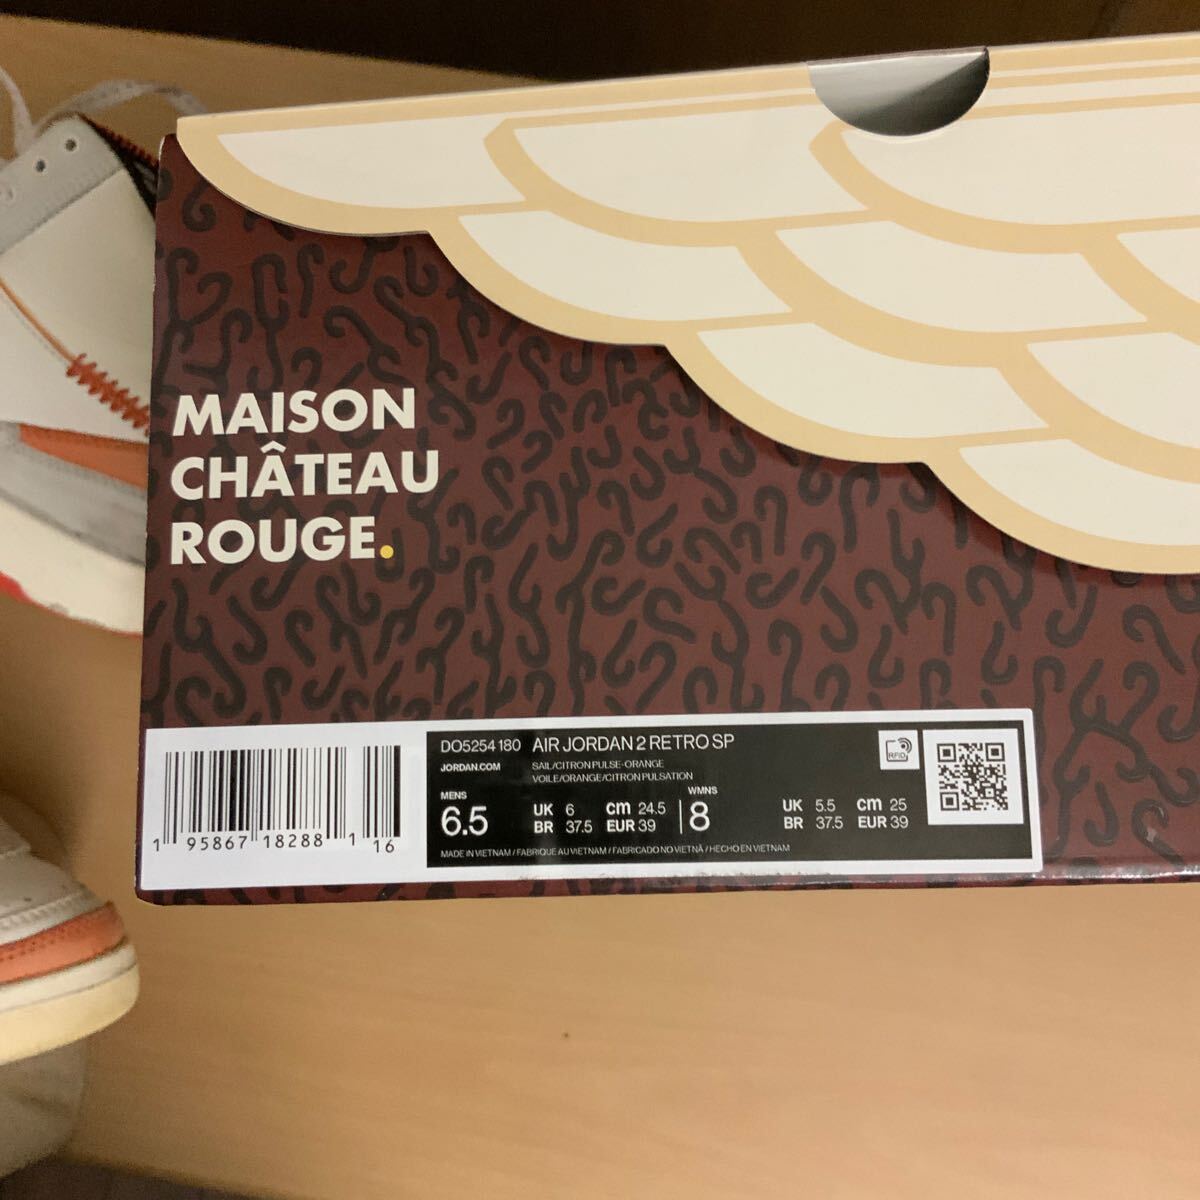 MAISON
CHÂTEAU
ROUGE.
DO5254 180 AIR JORDAN 2 RETRO SP
JORDAN.COM SAIL/CITRON PULSE-ORANGE
VOILE/ORANGE/CITRON PULSATION
RFID
MENS
6.5
UK 6 cm 24.5
BR 37.5 EUR 39
WMNS
8
UK 5.5 cm 25
BR 37.5 EUR 39
MADE IN VIETNAM / FABRIQUE AU VIETNAM / FABRICADO NO VIETNÃ / HECHO EN VIETNAM
1 95867 18288 1 16